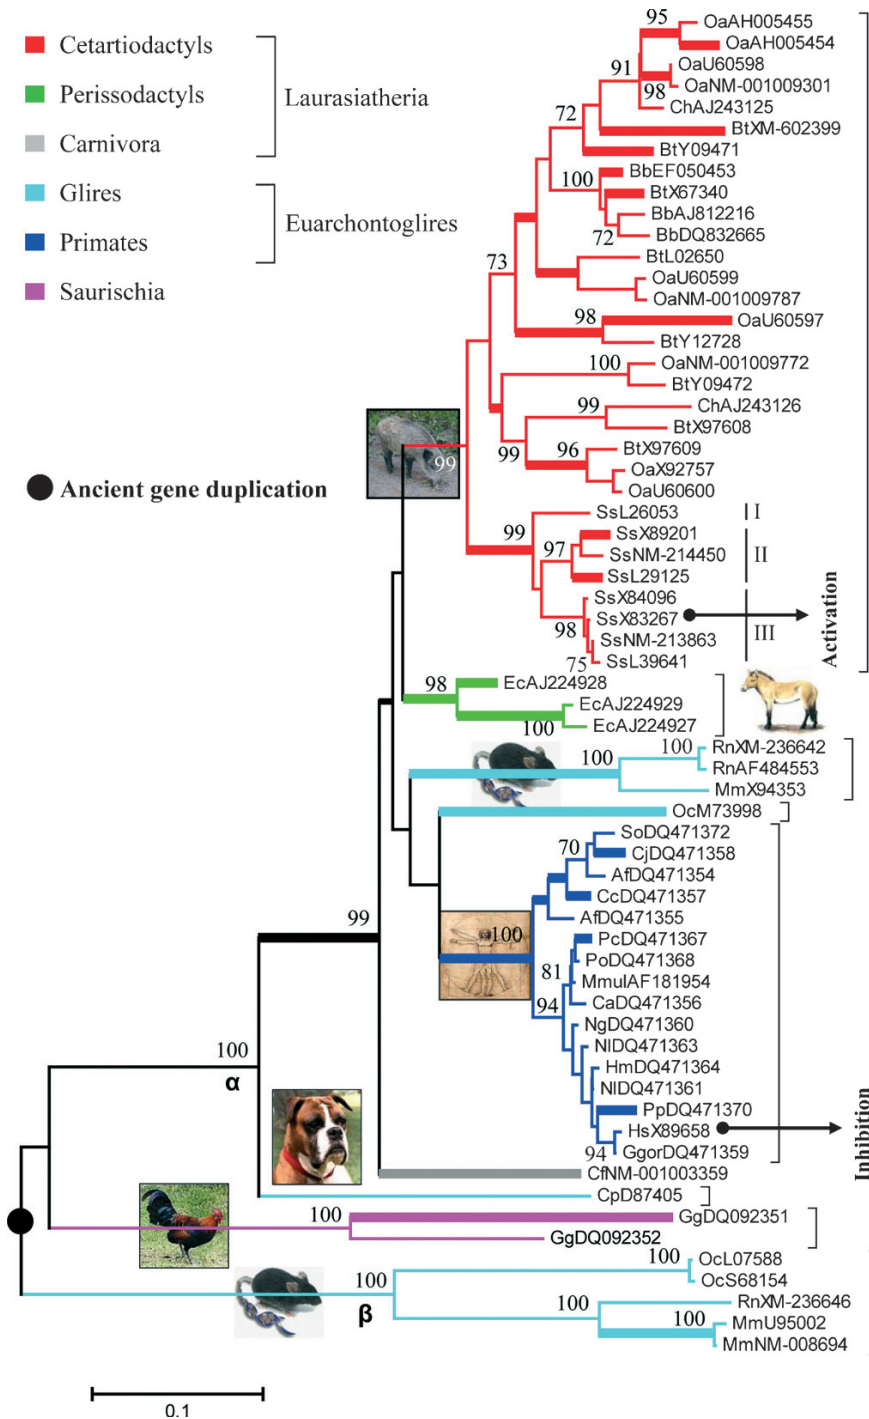 Cetartiodactyls
Perissodactyls
Laurasiatheria
Carnivora
Glires
Euarchontoglires
Primates
Saurischia
Ancient gene duplication
95
OaAH005455
OaAH005454
91
OaU60598
98
OaNM-001009301
ChAJ243125
72
BtXM-602399
BtY09471
100
BbEF050453
BtX67340
BbAJ812216
72
BbDQ832665
73
BtL02650
OaU60599
OaNM-001009787
98
OaU60597
BtY12728
100
OaNM-001009772
BtY09472
99
ChAJ243126
BtX97608
99
96
BtX97609
OaX92757
OaU60600
99
99
SsL26053
I
97
SsX89201
SsNM-214450
II
SsL29125
SsX84096
98
SsX83267
SsNM-213863
III
75
SsL39641
Activation
98
EcAJ224928
EcAJ224929
100
EcAJ224927
100
100
RnXM-236642
RnAF484553
MmX94353
OcM73998
70
SoDQ471372
CjDQ471358
AfDQ471354
CcDQ471357
AfDQ471355
99
100
PcDQ471367
PoDQ471368
81
MmulAF181954
94
CaDQ471356
NgDQ471360
NlDQ471363
HmDQ471364
NlDQ471361
PpDQ471370
HsX89658
94
GgorDQ471359
Inhibition
100
α
CfNM-001003359
CpD87405
100
GgDQ092351
GgDQ092352
100
β
100
OcL07588
OcS68154
100
RnXM-236646
100
MmU95002
MmNM-008694
0.1